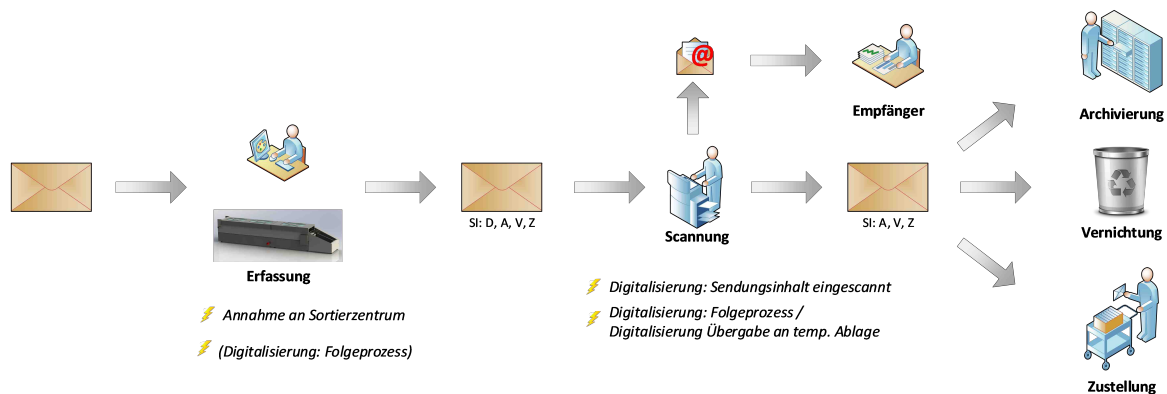 @
Empfänger
Archivierung
SI: D, A, V, Z
Scannung
SI: A, V, Z
Vernichtung
Erfassung
Digitalisierung: Sendungsinhalt eingescannt
Annahme an Sortierzentrum
Digitalisierung: Folgeprozess /
Digitalisierung Übergabe an temp. Ablage
(Digitalisierung: Folgeprozess)
Zustellung